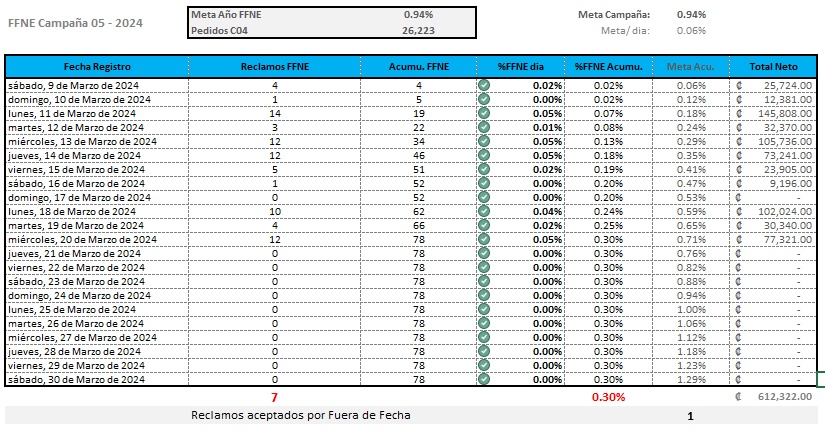 Meta Año FFNE 0.94% Meta Campaña: 0.94%
FFNE Campaña 05 - 2024
Pedidos C04 26,223 Meta/ dia: 0.06%
Fecha Registro Reclamos FFNE Acumu. FFNE %FFNE dia %FFNE Acumu. Meta Acu. Total Neto
sábado, 9 de Marzo de 2024 4 4 0.02% 0.02% 0.06% ₡ 25,724.00
domingo, 10 de Marzo de 2024 1 5 0.00% 0.02% 0.12% ₡ 12,381.00
lunes, 11 de Marzo de 2024 14 19 0.05% 0.07% 0.18% ₡ 145,808.00
martes, 12 de Marzo de 2024 3 22 0.01% 0.08% 0.24% ₡ 32,370.00
miércoles, 13 de Marzo de 2024 12 34 0.05% 0.13% 0.29% ₡ 105,736.00
jueves, 14 de Marzo de 2024 12 46 0.05% 0.18% 0.35% ₡ 73,241.00
viernes, 15 de Marzo de 2024 5 51 0.02% 0.19% 0.41% ₡ 23,905.00
sábado, 16 de Marzo de 2024 1 52 0.00% 0.20% 0.47% ₡ 9,196.00
domingo, 17 de Marzo de 2024 0 52 0.00% 0.20% 0.53% ₡ -
lunes, 18 de Marzo de 2024 10 62 0.04% 0.24% 0.59% ₡ 102,024.00
martes, 19 de Marzo de 2024 4 66 0.02% 0.25% 0.65% ₡ 30,340.00
miércoles, 20 de Marzo de 2024 12 78 0.05% 0.30% 0.71% ₡ 77,321.00
jueves, 21 de Marzo de 2024 0 78 0.00% 0.30% 0.76% ₡ -
viernes, 22 de Marzo de 2024 0 78 0.00% 0.30% 0.82% ₡ -
sábado, 23 de Marzo de 2024 0 78 0.00% 0.30% 0.88% ₡ -
domingo, 24 de Marzo de 2024 0 78 0.00% 0.30% 0.94% ₡ -
lunes, 25 de Marzo de 2024 0 78 0.00% 0.30% 1.00% ₡ -
martes, 26 de Marzo de 2024 0 78 0.00% 0.30% 1.06% ₡ -
miércoles, 27 de Marzo de 2024 0 78 0.00% 0.30% 1.12% ₡ -
jueves, 28 de Marzo de 2024 0 78 0.00% 0.30% 1.18% ₡ -
viernes, 29 de Marzo de 2024 0 78 0.00% 0.30% 1.23% ₡ -
sábado, 30 de Marzo de 2024 0 78 0.00% 0.30% 1.29% ₡ -
7 0.30% ₡ 612,322.00
Reclamos aceptados por Fuera de Fecha 1